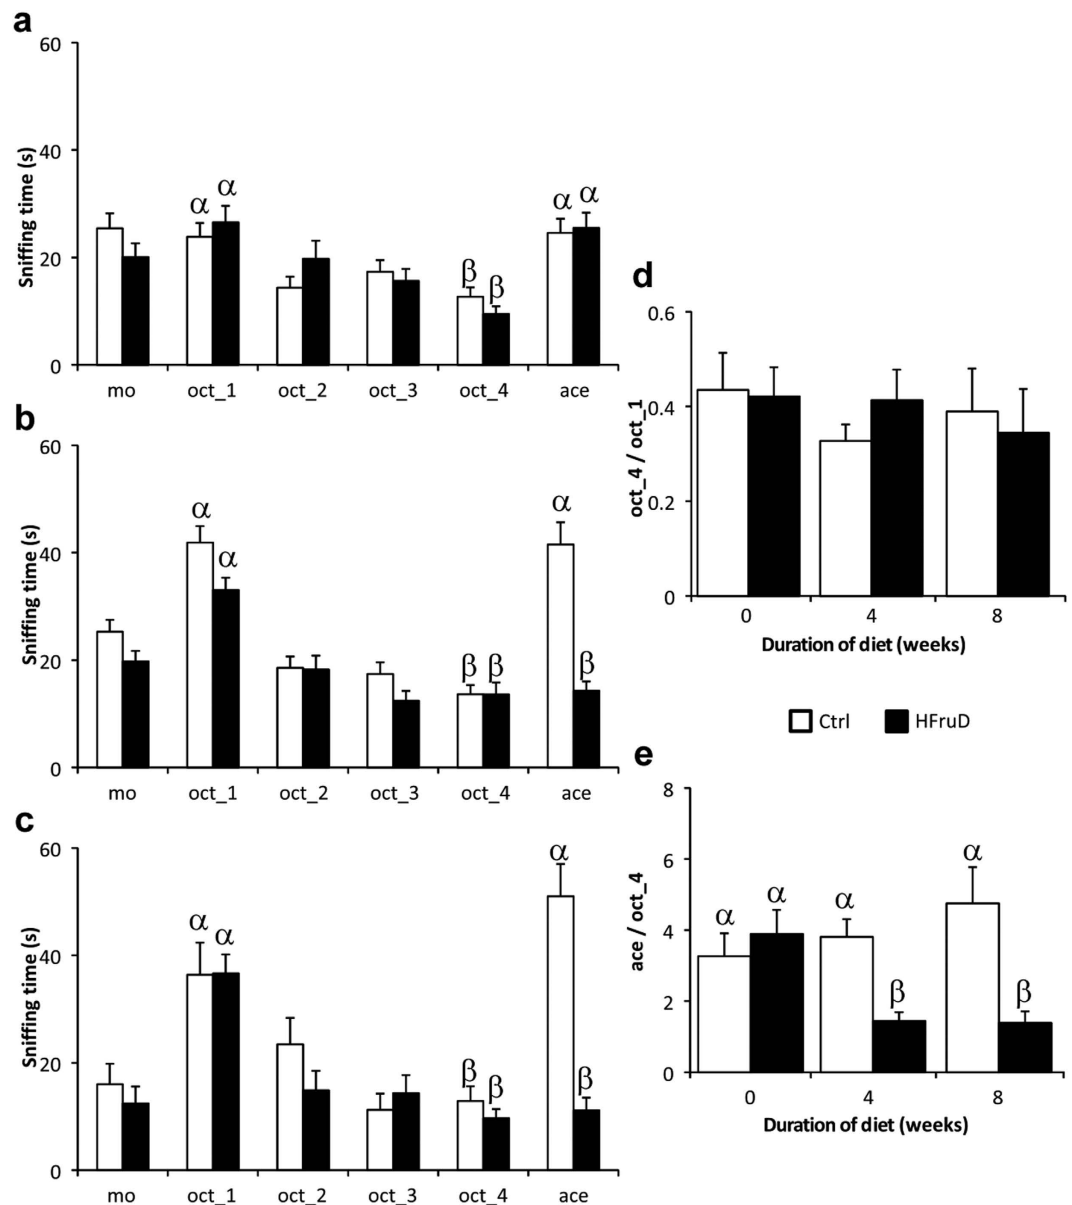 a
60
40
20
0
Sniffing time (s)
α
α
β
β
α
α
mo
oct_1
oct_2
oct_3
oct_4
ace
b
60
40
20
0
Sniffing time (s)
α
α
β
β
α
β
mo
oct_1
oct_2
oct_3
oct_4
ace
c
60
40
20
0
Sniffing time (s)
α
α
β
β
α
β
mo
oct_1
oct_2
oct_3
oct_4
ace
d
0.6
0.4
0.2
0
oct_4 / oct_1
0
4
8
Duration of diet (weeks)
Ctrl
HFruD
e
8
6
4
2
0
ace / oct_4
α
α
α
β
α
β
0
4
8
Duration of diet (weeks)